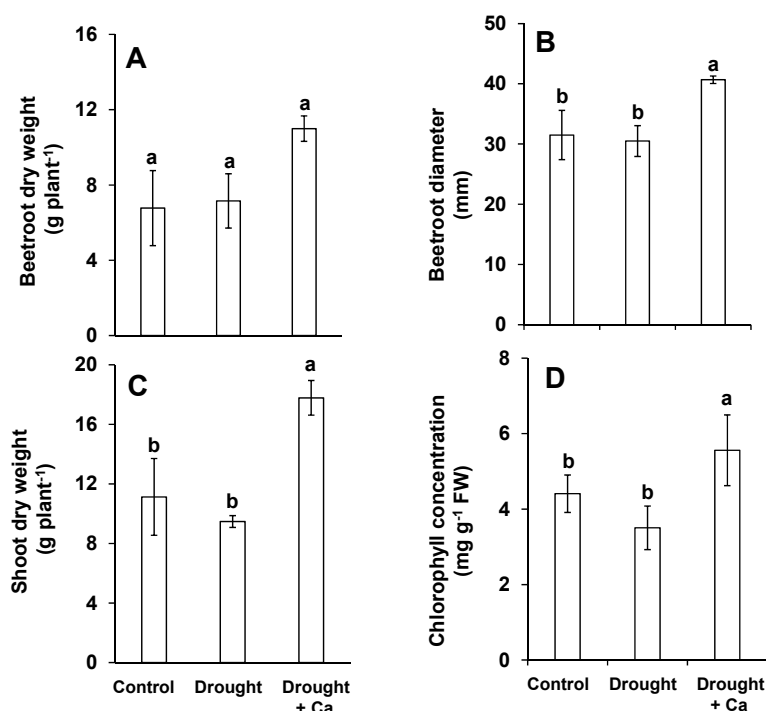 A
Beetroot dry weight
(g plant-1)
16
12
8
4
0
a
a
a
B
Beetroot diameter
(mm)
50
40
30
20
10
0
b
b
a
C
Shoot dry weight
(g plant-1)
20
16
12
8
4
0
b
b
a
Control
Drought
Drought
+ Ca
D
Chlorophyll concentration
(mg g-1 FW)
8
6
4
2
0
b
b
a
Control
Drought
Drought
+ Ca